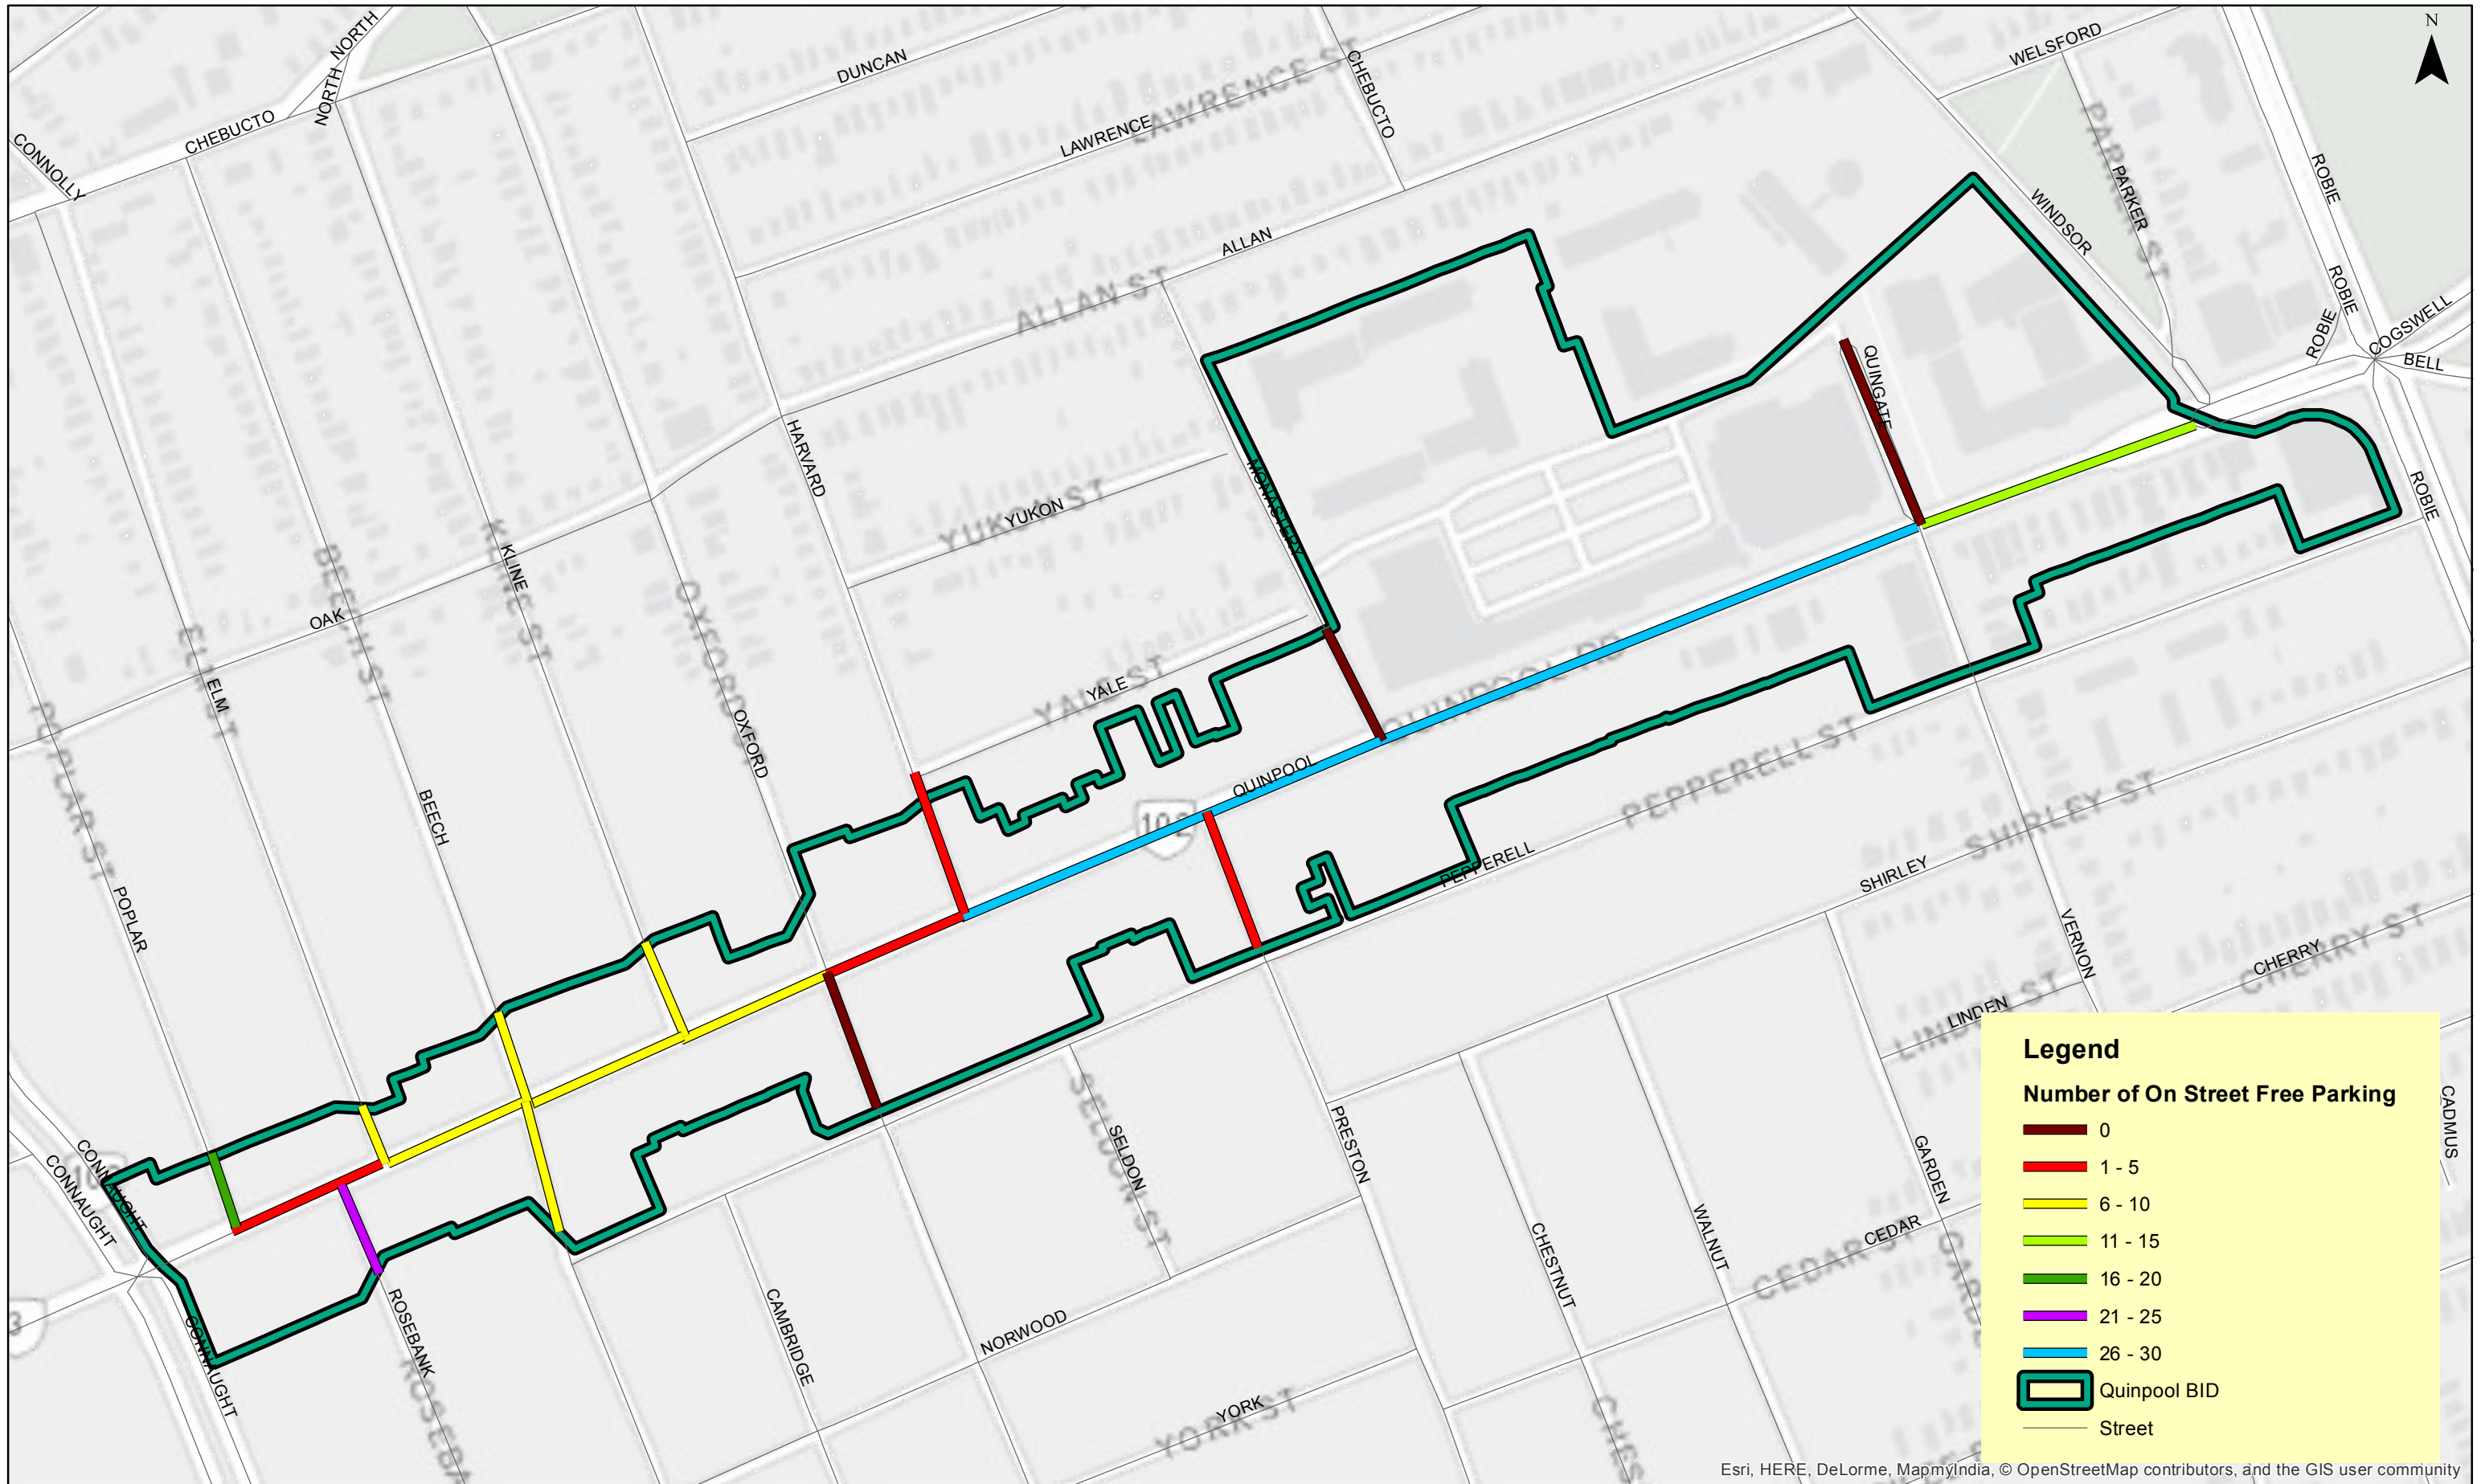 N
NORTH
NORTH
CHEBUCTO
CONNOLLY
DUNCAN
LAWRENCE ST
LAWRENCE
CHEBUCTO
WELSFORD
PARKER ST
PARKER
WINDSOR
ROBIE
ROBIE
ROBIE
COGSWELL
BELL
ROBIE
ALLAN
ALLAN ST
HARVARD
YUKON ST
YUKON
MONASTERY
QUINGATE
OAK
BEECH ST
KLINE ST
KLINE
OXFORD ST
OXFORD
ELM ST
ELM
POPLAR ST
POPLAR
BEECH
YALE ST
YALE
QUINPOOL RD
QUINPOOL
102
PEPPERELL ST
PEPPERELL
SHIRLEY ST
SHIRLEY
VERNON
CHERRY ST
CHERRY
LINDEN ST
LINDEN
CADMUS
CONNAUGHT
CONNAUGHT
CONNAUGHT
3
ROSEBANK
CAMBRIDGE
SELDON ST
SELDON
NORWOOD
PRESTON
CHESTNUT
WALNUT
GARDEN
CEDAR ST
CEDAR
YORK ST
YORK
Legend
Number of On Street Free Parking
0
1 - 5
6 - 10
11 - 15
16 - 20
21 - 25
26 - 30
Quinpool BID
Street
Esri, HERE, DeLorme, MapmyIndia, © OpenStreetMap contributors, and the GIS user community